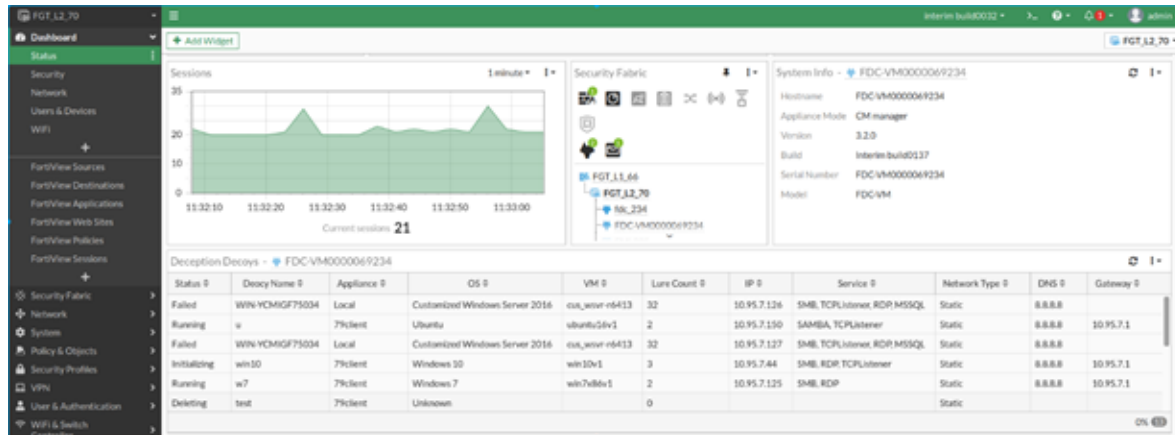 FGT_L2_70
interim build0032
admin
Dashboard
Status
Security
Network
Users & Devices
WiFi
FortiView Sources
FortiView Destinations
FortiView Applications
FortiView Web Sites
FortiView Policies
FortiView Sessions
Security Fabric
Network
System
Policy & Objects
Security Profiles
VPN
User & Authentication
WiFi & Switch
Controller
+ Add Widget
FGT_L2_70
Sessions
1 minute
35
20
10
0
11:32:10 11:32:20 11:32:30 11:32:40 11:32:50 11:33:00
Current sessions 21
Security Fabric
FGT_L1_66
FGT_L2_70
fdc_234
FDC-VM0000069234
System Info - FDC-VM0000069234
Hostname FDC-VM0000069234
Appliance Mode CM manager
Version 3.2.0
Build Interim build0137
Serial Number FDC-VM0000069234
Model FDC-VM
Deception Decoys - FDC-VM0000069234
Status Deocy Name Appliance OS VM Lure Count IP Service Network Type DNS Gateway
Failed WIN-YCMIGF75034 Local Customized Windows Server 2016 cus_wsvr-n6413 32 10.95.7.126 SMB, TCPListener, RDP, MSSQL Static 8.8.8.8
Running u 79client Ubuntu ubuntu16v1 2 10.95.7.150 SAMBA, TCPListener Static 8.8.8.8 10.95.7.1
Failed WIN-YCMIGF75034 Local Customized Windows Server 2016 cus_wsvr-n6413 32 10.95.7.127 SMB, TCPListener, RDP, MSSQL Static 8.8.8.8
Initializing win10 79client Windows 10 win10v1 3 10.95.7.44 SMB, RDP, TCPListener Static 8.8.8.8 10.95.7.1
Running w7 79client Windows 7 win7x86v1 2 10.95.7.125 SMB, RDP Static 8.8.8.8 10.95.7.1
Deleting test 79client Unknown 0 Static
0%